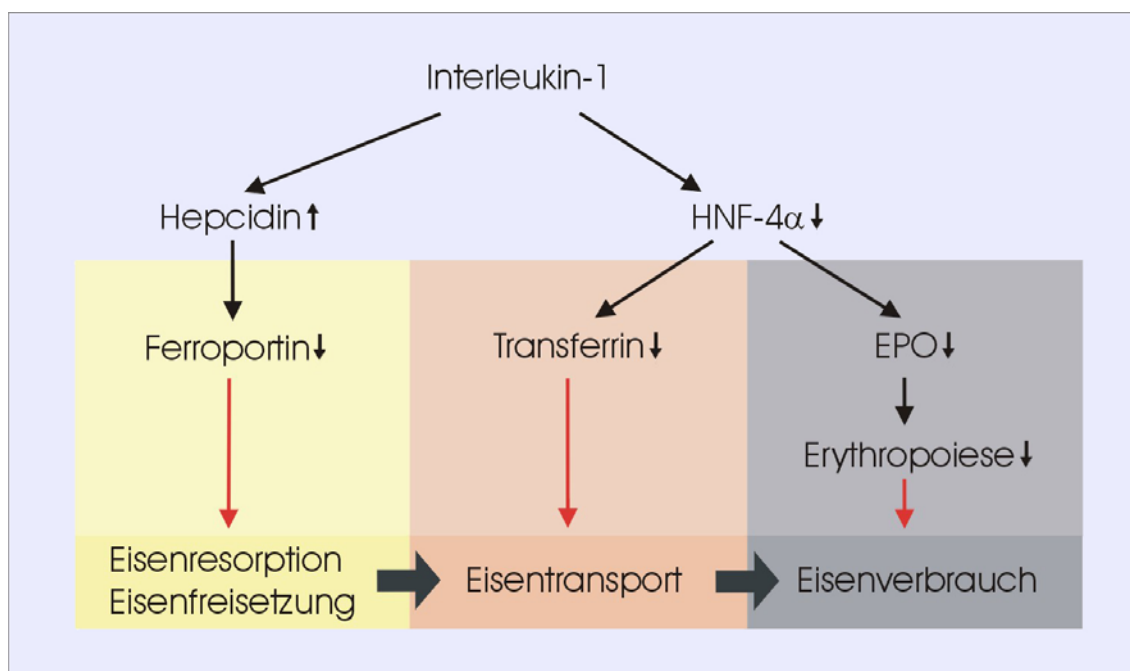 Interleukin-1
Hepcidin↑
HNF-4α↓
Ferroportin↓
Transferrin↓
EPO↓
Erythropoiese↓
Eisenresorption
Eisenfreisetzung
Eisentransport
Eisenverbrauch